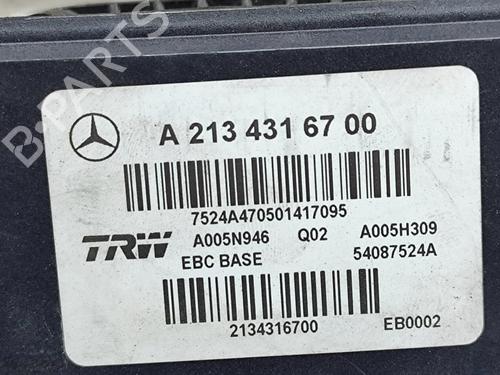 A 213 431 67 00
7524A470501417095
TRW
A005N946 Q02 A005H309
EBC BASE 54087524A
2134316700 EB0002
B-PARTS